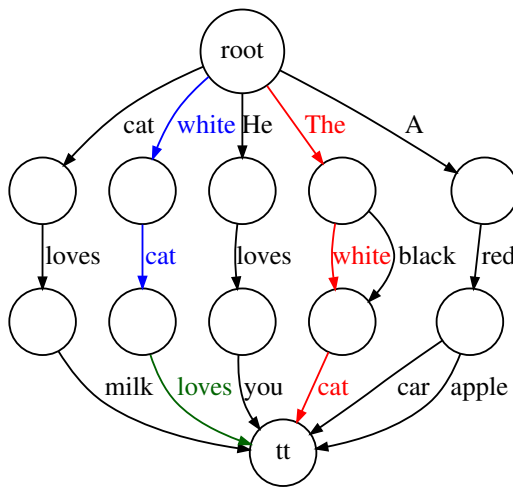 root
cat white He The A
loves cat loves white black red
milk loves you cat car apple
tt